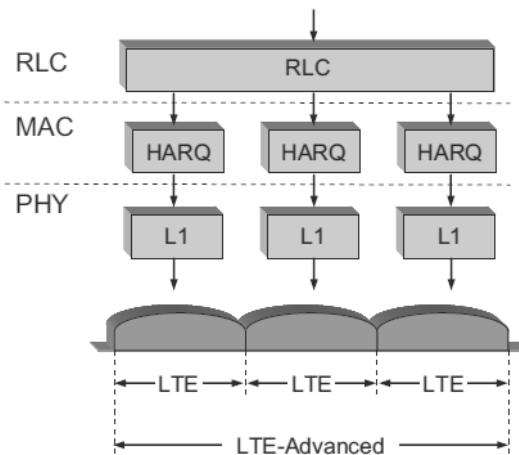 RLC
RLC
MAC
HARQ HARQ HARQ
PHY
L1 L1 L1
LTE LTE LTE
LTE-Advanced